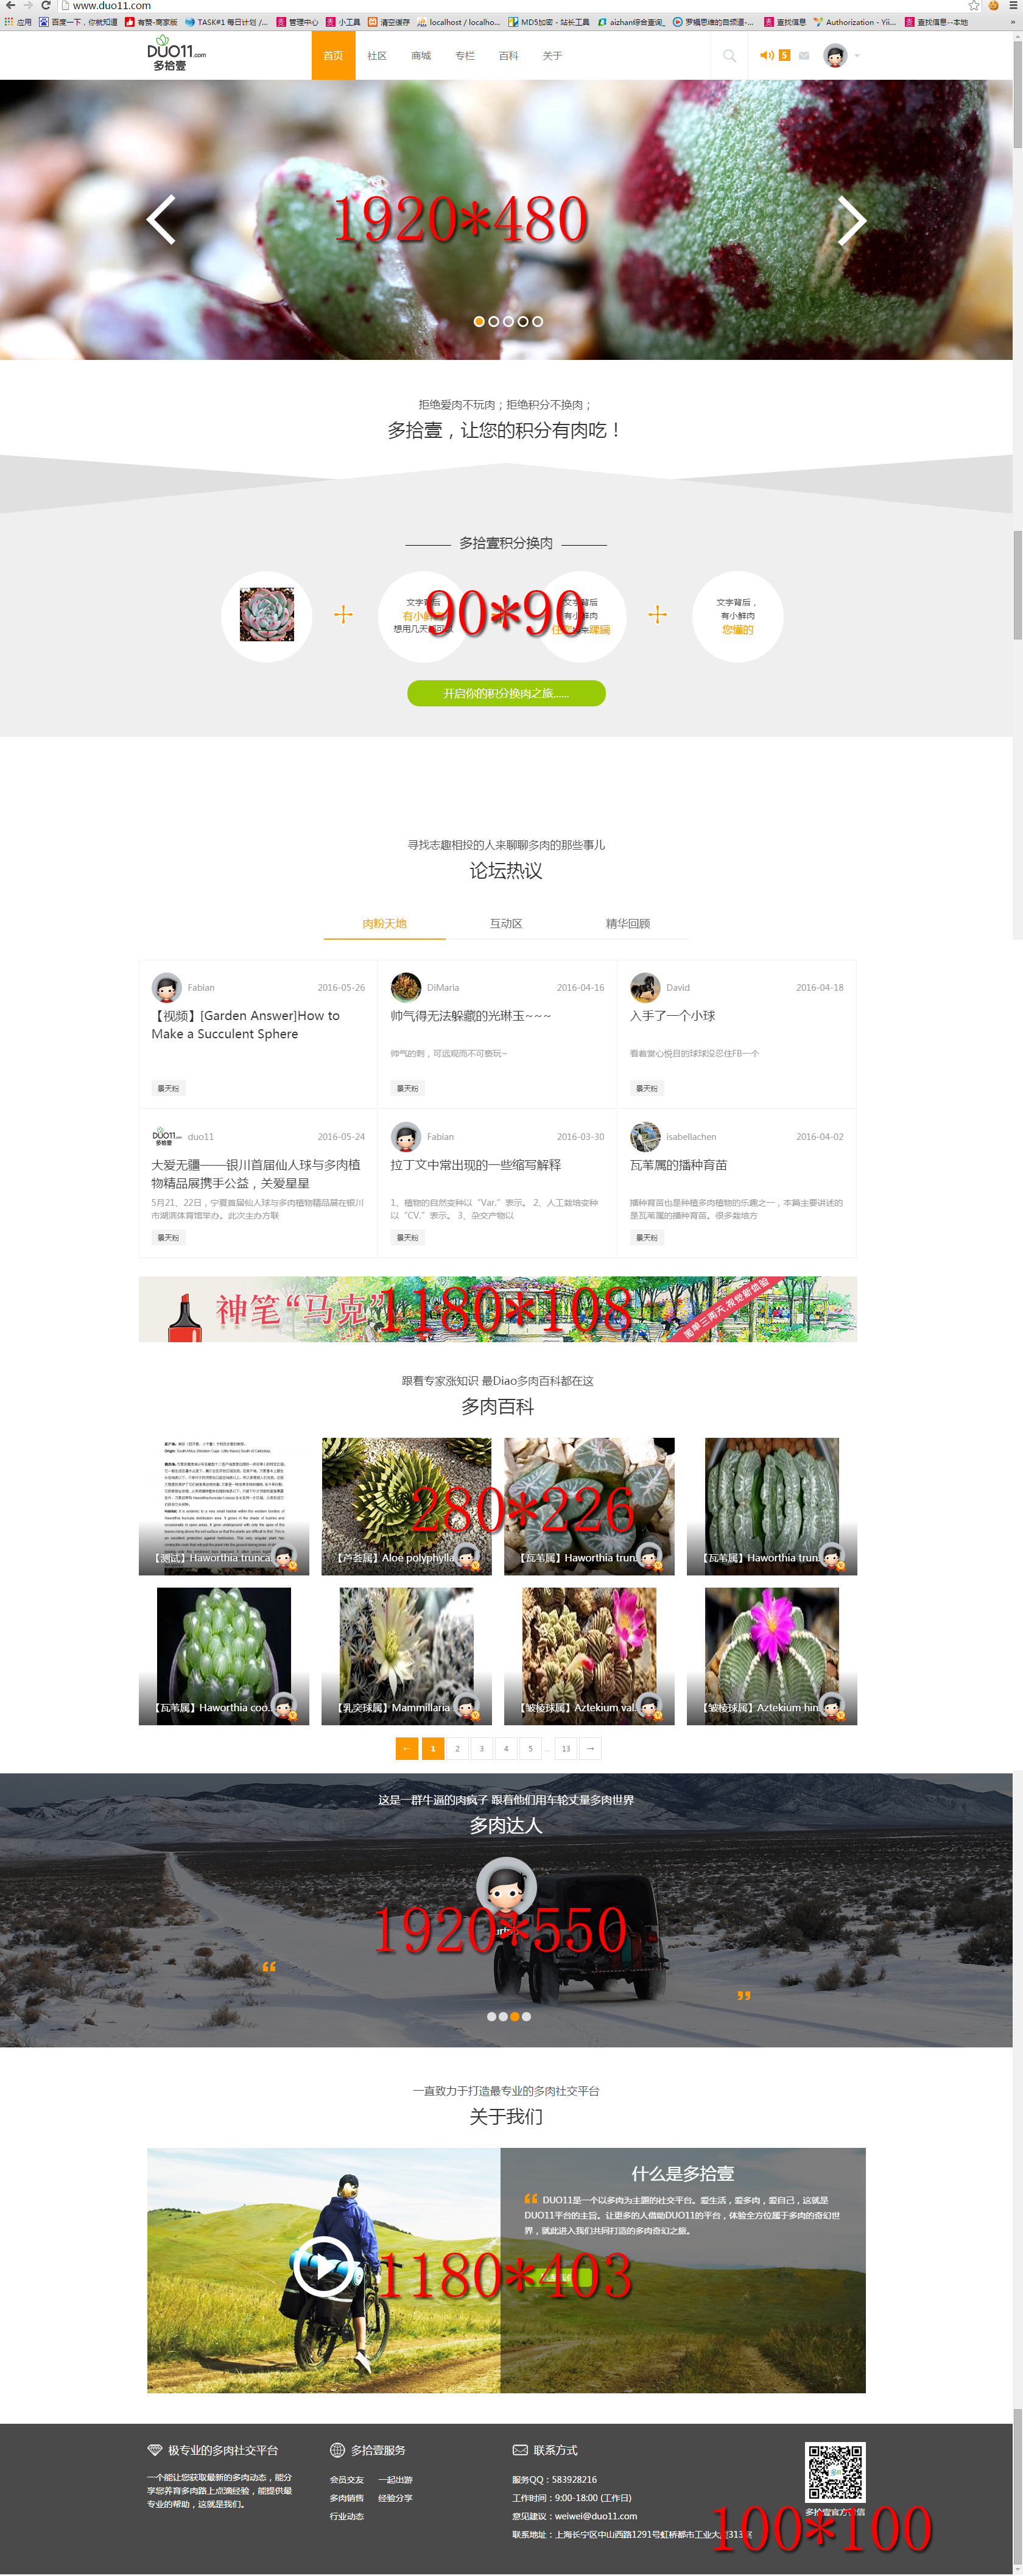 www.duo11.com
应用 百度一下，你就知道 有赞-商家版 TASK#1 每日计划 /... 管理中心 小工具 清空缓存 localhost / localho... MD5加密 - 站长工具 aizhan综合查询_ 罗辑思维的自频道-... 查找信息 Authorization - Yii... 查找信息--本地 »
DUO11.com
多拾壹
首页 社区 商城 专栏 百科 关于
5
1920*480
拒绝爱肉不玩肉；拒绝积分不换肉；
多拾壹，让您的积分有肉吃！
多拾壹积分换肉
文字背后
有小鲜肉
想用几天
文字背后
有小鲜肉
蹂躏
文字背后，
有小鲜肉
您懂的
90*90
开启你的积分换肉之旅......
寻找志趣相投的人来聊聊多肉的那些事儿
论坛热议
肉粉天地 互动区 精华回顾
Fabian 2016-05-26
【视频】[Garden Answer]How to
Make a Succulent Sphere
景天粉
DiMaria 2016-04-16
帅气得无法躲藏的光琳玉~~~
帅气的刺，可远观而不可亵玩~
景天粉
David 2016-04-18
入手了一个小球
看着赏心悦目的球球没忍住FB一个
景天粉
DUO11.com
多拾壹
duo11 2016-05-24
大爱无疆——银川首届仙人球与多肉植
物精品展携手公益，关爱星星
5月21、22日，宁夏首届仙人球与多肉植物精品展在银川
市湖滨体育馆举办。此次主办方联
景天粉
Fabian 2016-03-30
拉丁文中常出现的一些缩写解释
1、植物的自然变种以“Var.”表示。 2、人工栽培变种
以“CV.”表示。 3、杂交产物以
景天粉
isabellachen 2016-04-02
瓦苇属的播种育苗
播种育苗也是种植多肉植物的乐趣之一，本篇主要讲述的
是瓦苇属的播种育苗。很多数培方
景天粉
神笔“马克”
1180*108
简单三两天,视觉新体验
跟着专家涨知识 最Diao多肉百科都在这
多肉百科
【测试】Haworthia trunca..
【芦荟属】Aloe polyphylla
【瓦苇属】Haworthia trun..
【瓦苇属】Haworthia trun..
280*226
【瓦苇属】Haworthia coo..
【乳突球属】Mammillaria
【皱棱球属】Aztekium val..
【皱棱球属】Aztekium hin..
← 1 2 3 4 5 ... 13 →
这是一群牛逼的肉疯子 跟着他们用车轮丈量多肉世界
多肉达人
1920*550
“
”
一直致力于打造最专业的多肉社交平台
关于我们
什么是多拾壹
“ DUO11是一个以多肉为主题的社交平台。爱生活，爱多肉，爱自己，这就是
DUO11平台的主旨。让更多的人借助DUO11的平台，体验全方位属于多肉的奇幻世
界，就此进入我们共同打造的多肉奇幻之旅。
1180*403
极专业的多肉社交平台
一个能让您获取最新的多肉动态，能分
享您养育多肉路上点滴经验，能提供最
专业的帮助，这就是我们。
多拾壹服务
会员交友 一起出游
多肉销售 经验分享
行业动态
联系方式
服务QQ：583928216
工作时间：9:00-18:00 (工作日)
意见建议：weiwei@duo11.com
联系地址：上海长宁区中山西路1291号虹桥都市工业大厦313室
多拾壹官方微信
100*100